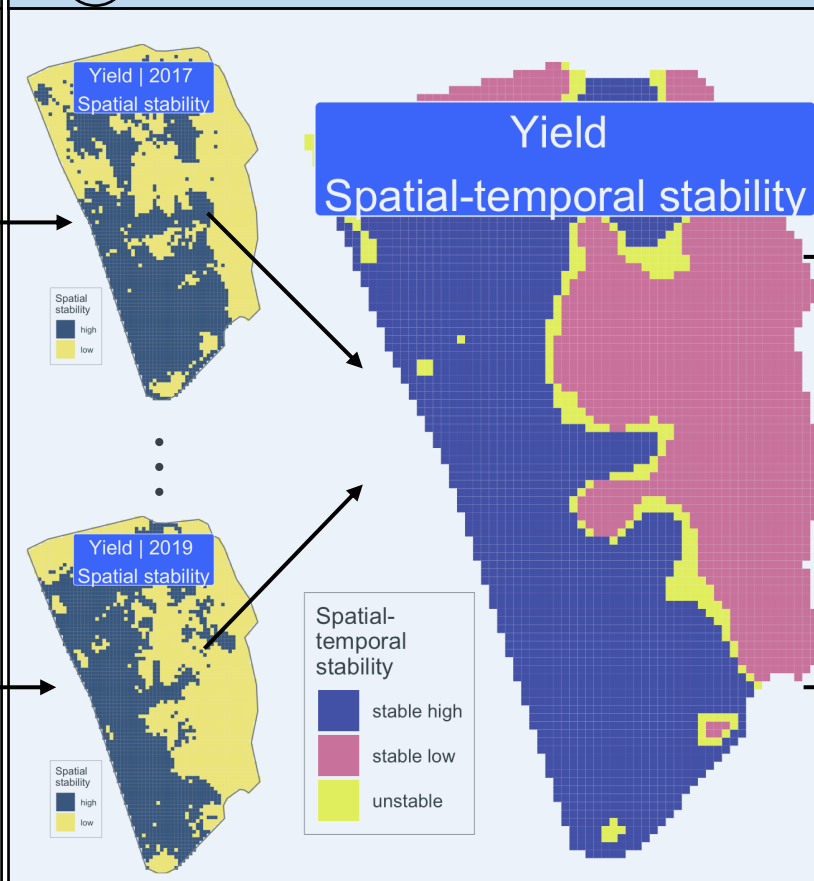 Yield | 2017
Spatial stability
Spatial
stability
high
low
Yield | 2019
Spatial stability
Spatial
stability
high
low
Yield
Spatial-temporal stability
Spatial-
temporal
stability
stable high
stable low
unstable